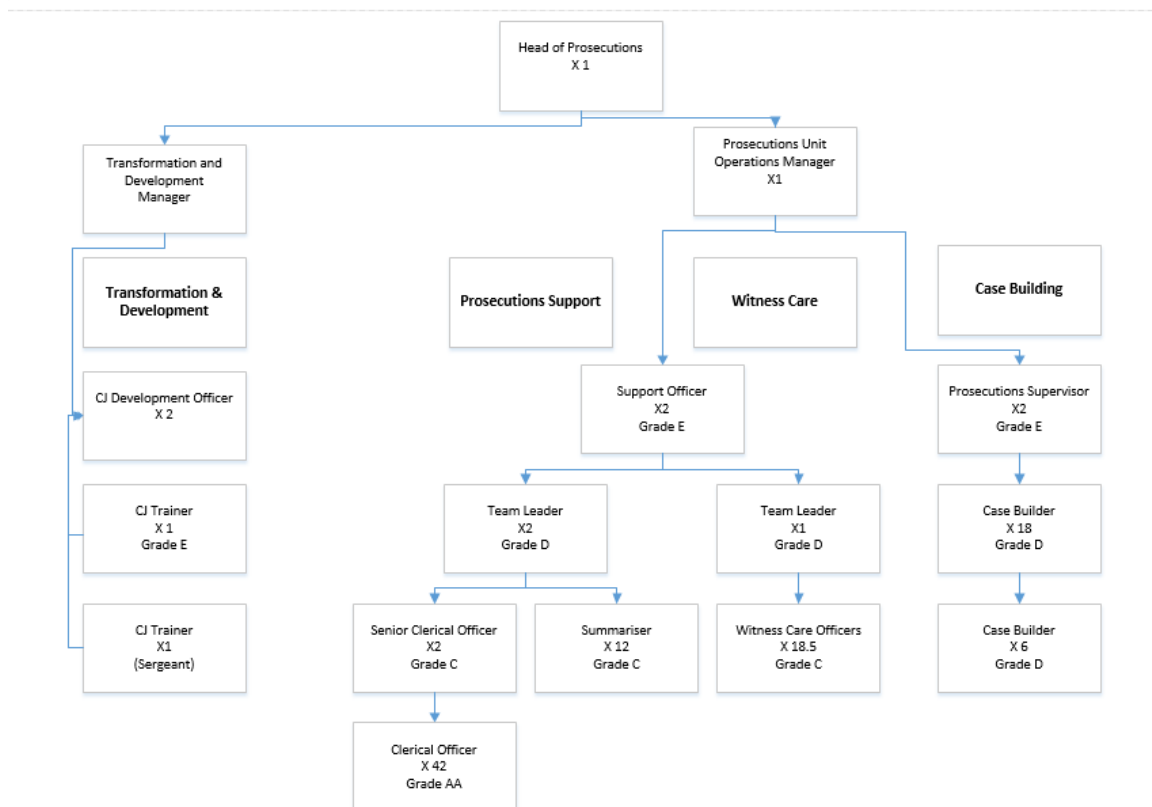 Head of Prosecutions
X 1
Transformation and
Development
Manager
Prosecutions Unit
Operations Manager
X1
Transformation &
Development
Prosecutions Support
Witness Care
Case Building
CJ Development Officer
X 2
Support Officer
X2
Grade E
Prosecutions Supervisor
X2
Grade E
CJ Trainer
X 1
Grade E
Team Leader
X2
Grade D
Team Leader
X1
Grade D
Case Builder
X 18
Grade D
CJ Trainer
X1
(Sergeant)
Senior Clerical Officer
X2
Grade C
Summariser
X 12
Grade C
Witness Care Officers
X 18.5
Grade C
Case Builder
X 6
Grade D
Clerical Officer
X 42
Grade AA